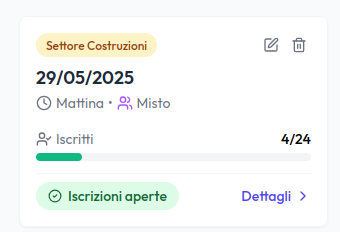 Settore Costruzioni
29/05/2025
Mattina • Misto
Iscritti 4/24
Iscrizioni aperte Dettagli